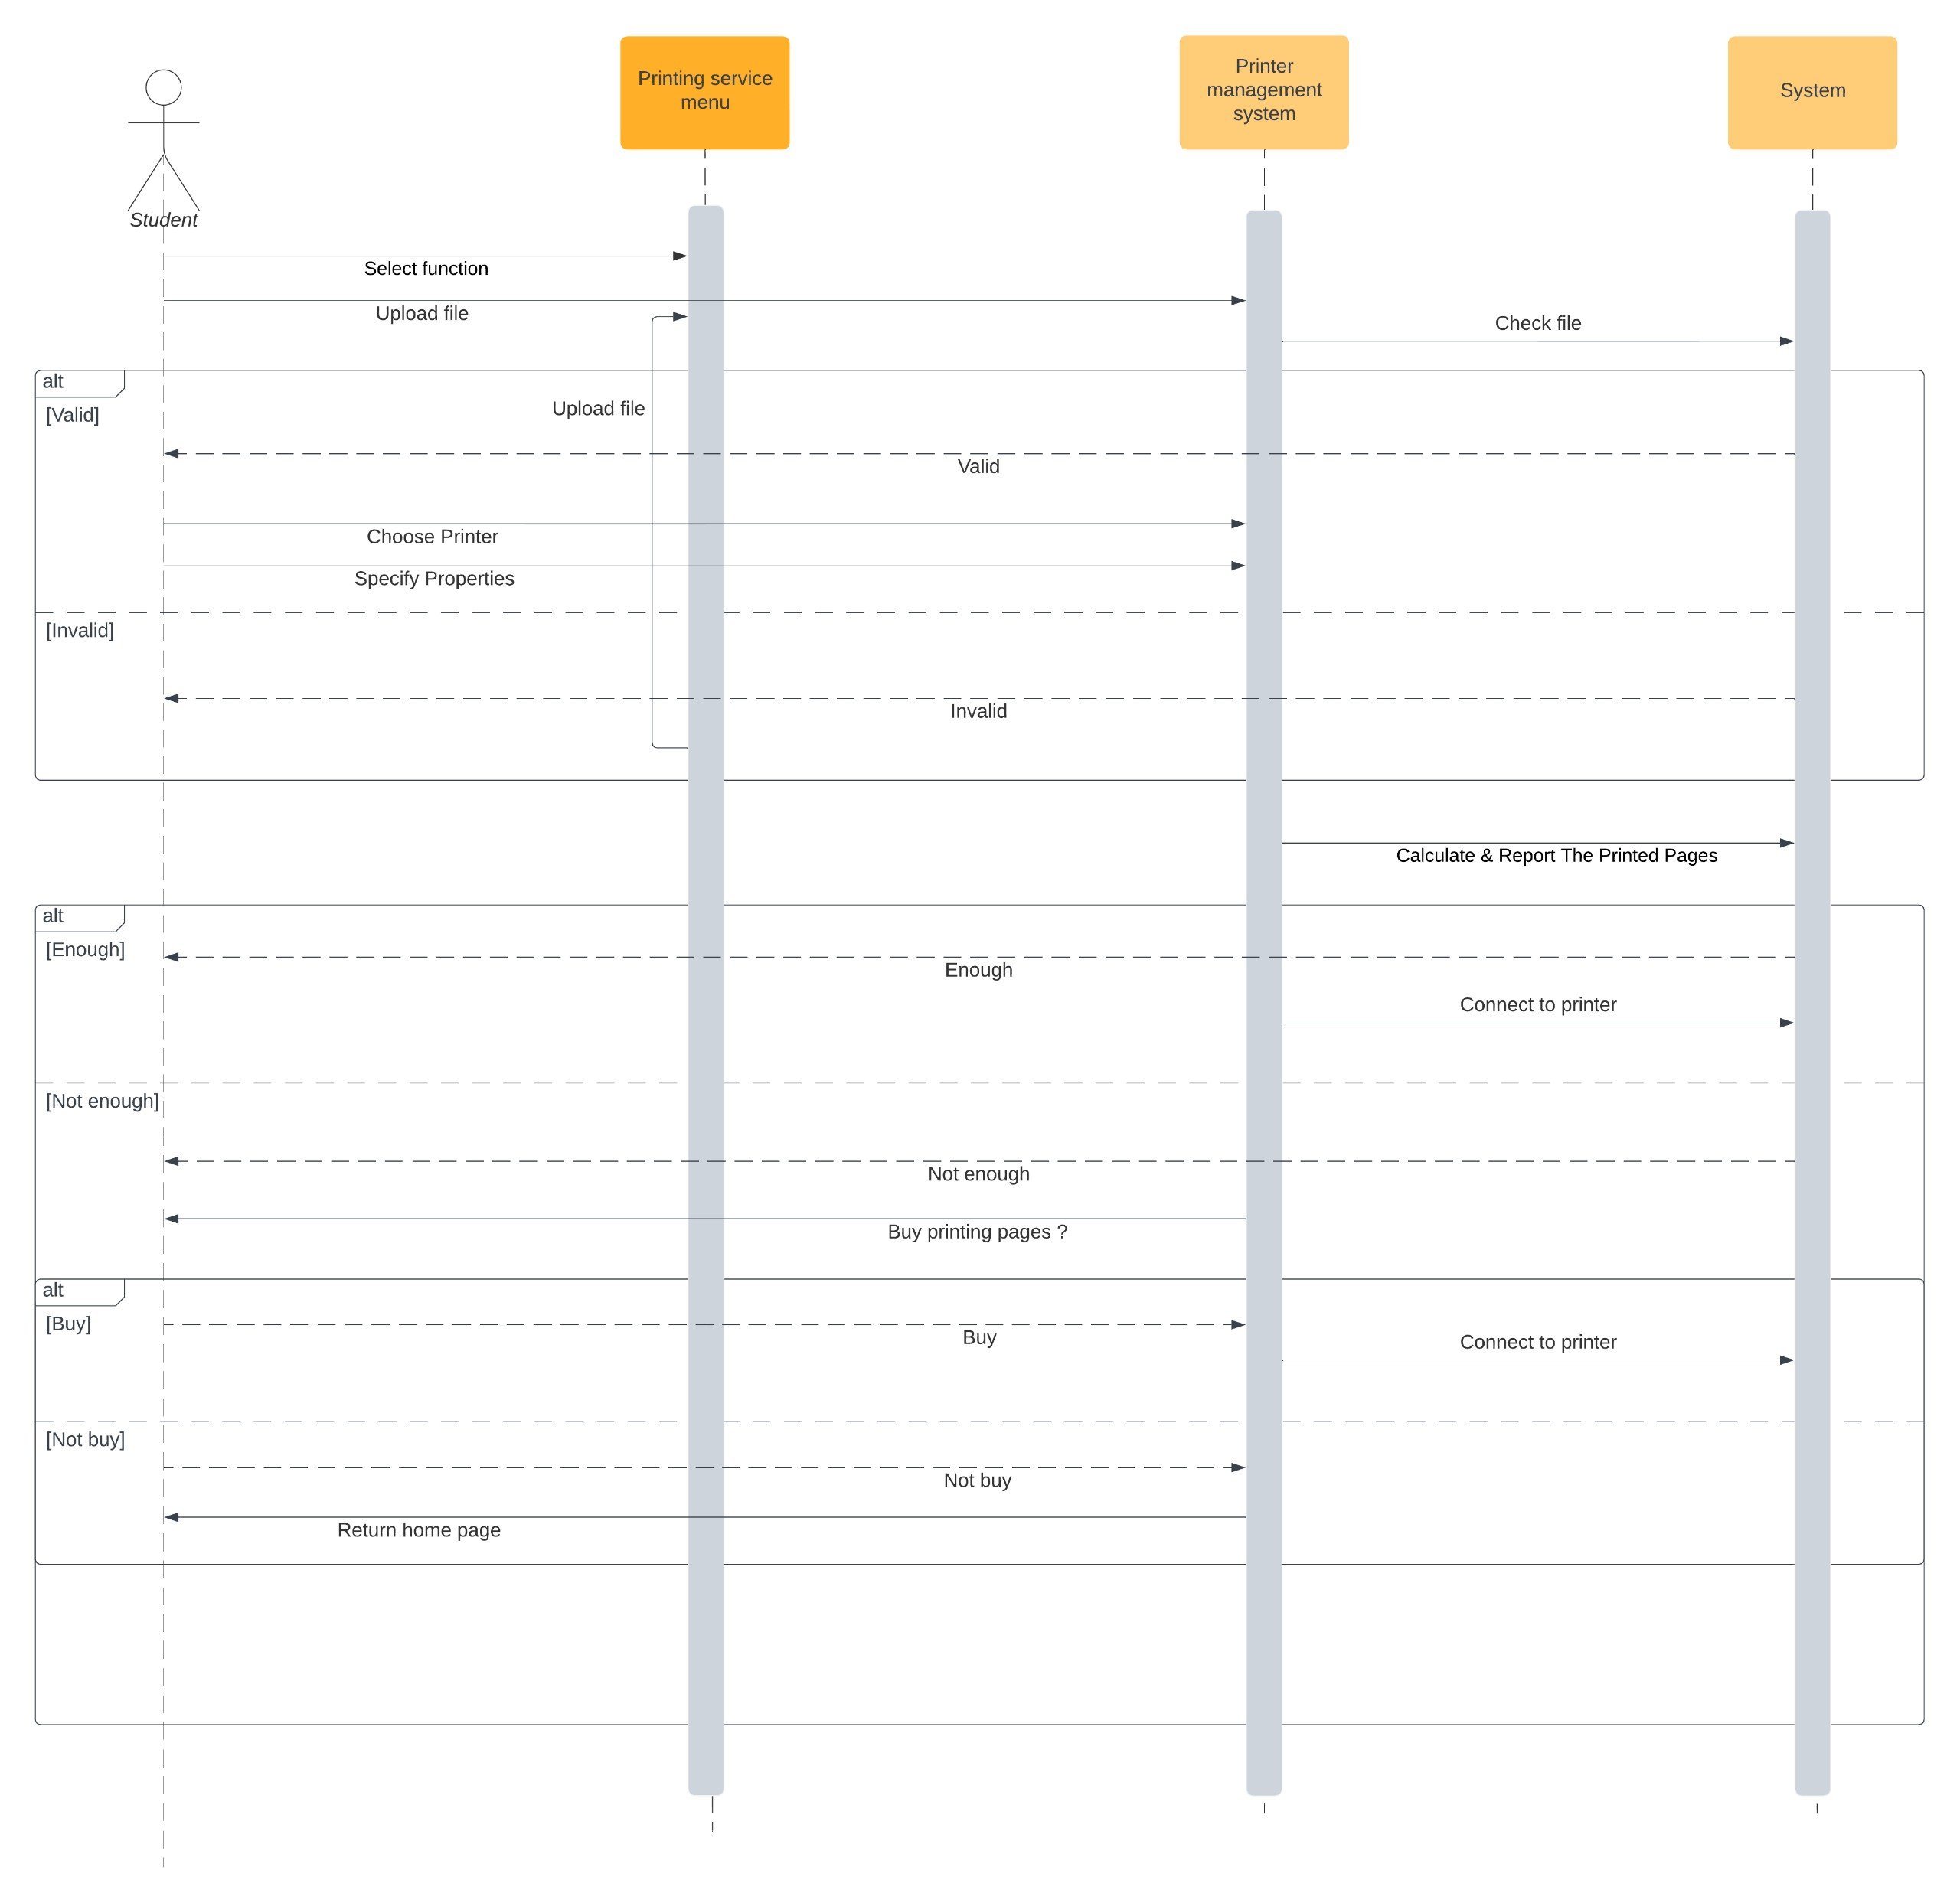 Printing service
menu
Printer
management
system
System
Student
Select function
Upload file
Check file
alt
[Valid]
Upload file
Valid
Choose Printer
Specify Properties
[Invalid]
Invalid
Calculate & Report The Printed Pages
alt
[Enough]
Enough
Connect to printer
[Not enough]
Not enough
Buy printing pages ?
alt
[Buy]
Buy
Connect to printer
[Not buy]
Not buy
Return home page